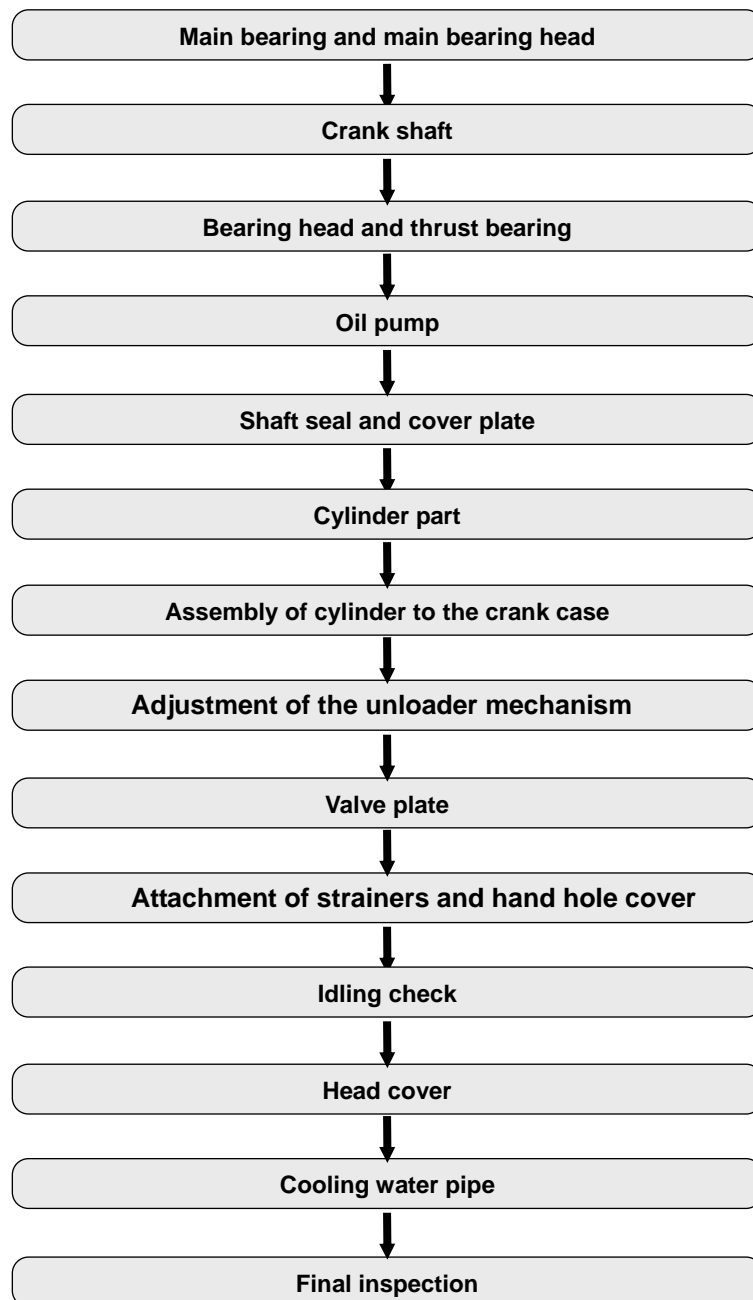 Main bearing and main bearing head
Crank shaft
Bearing head and thrust bearing
Oil pump
Shaft seal and cover plate
Cylinder part
Assembly of cylinder to the crank case
Adjustment of the unloader mechanism
Valve plate
Attachment of strainers and hand hole cover
Idling check
Head cover
Cooling water pipe
Final inspection